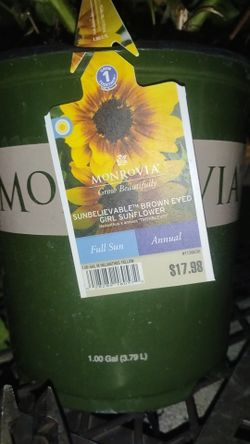 1
MONROVIA
Grow Beautifully
SUNBELIEVABLE™ BROWN EYED
GIRL SUNFLOWER
Full Sun
Annual
$17.98
MONROVIA
1.00 Gal (3.79 L)